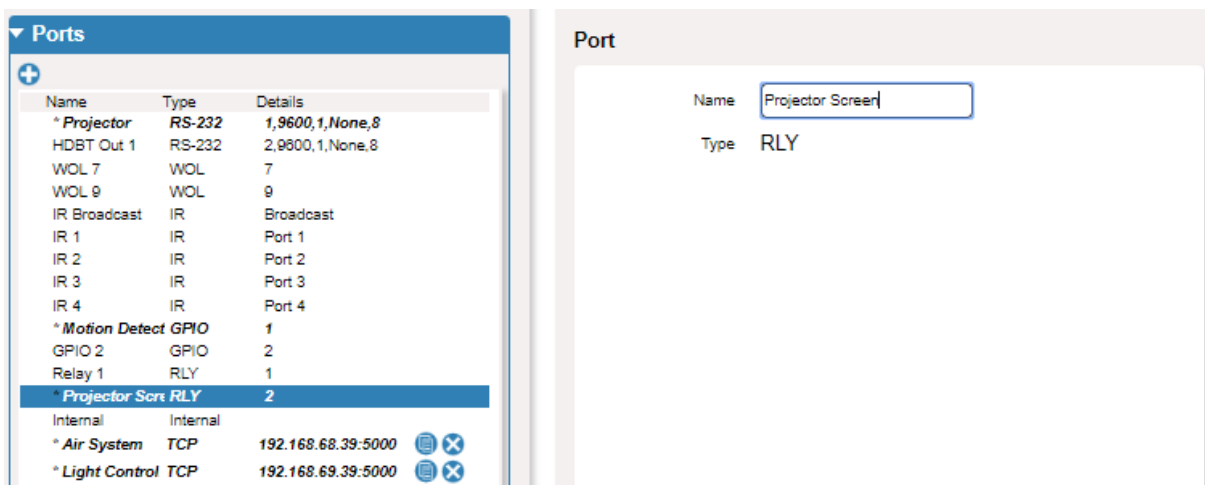 Ports
Name Type Details
* Projector RS-232 1,9600,1,None,8
HDBT Out 1 RS-232 2,9600,1,None,8
WOL 7 WOL 7
WOL 9 WOL 9
IR Broadcast IR Broadcast
IR 1 IR Port 1
IR 2 IR Port 2
IR 3 IR Port 3
IR 4 IR Port 4
* Motion Detect GPIO 1
GPIO 2 GPIO 2
Relay 1 RLY 1
* Projector Scre RLY 2
Internal Internal
* Air System TCP 192.168.68.39:5000
* Light Control TCP 192.168.69.39:5000
Port
Name Projector Screen
Type RLY